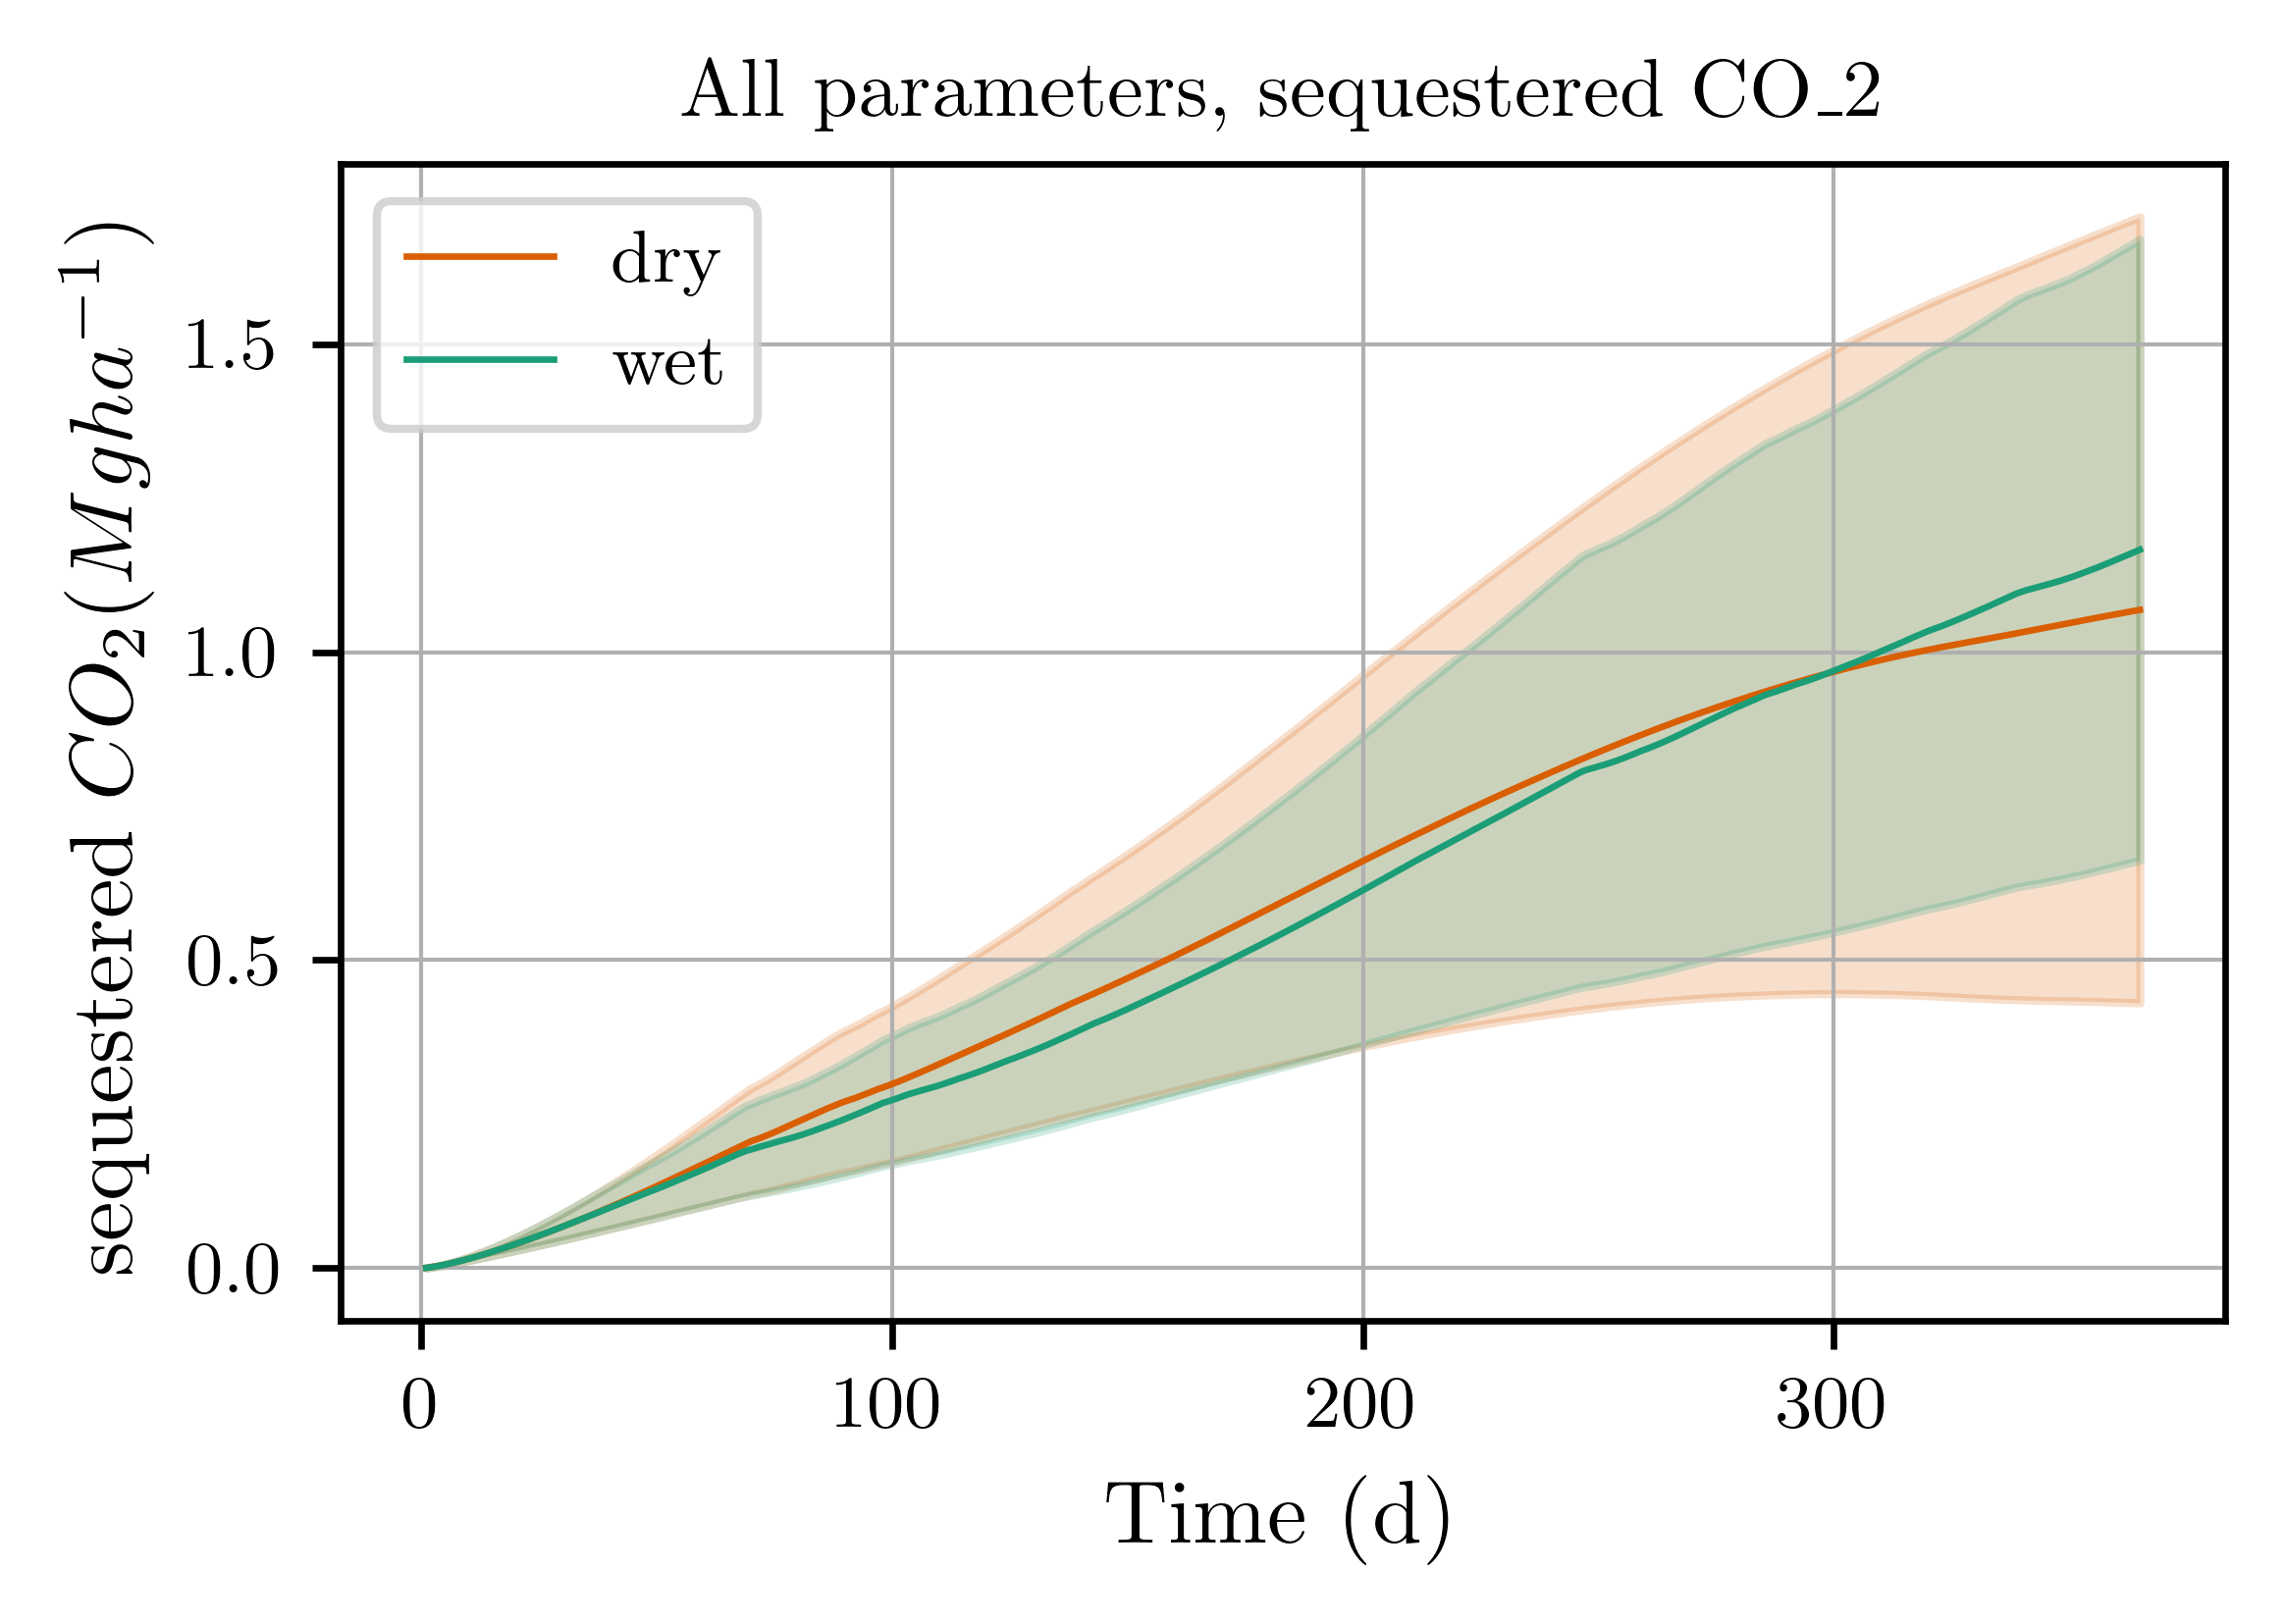 All parameters, sequestered CO_2
sequestered CO₂(Mgha⁻¹)
dry
wet
1.5
1.0
0.5
0.0
0 100 200 300
Time (d)